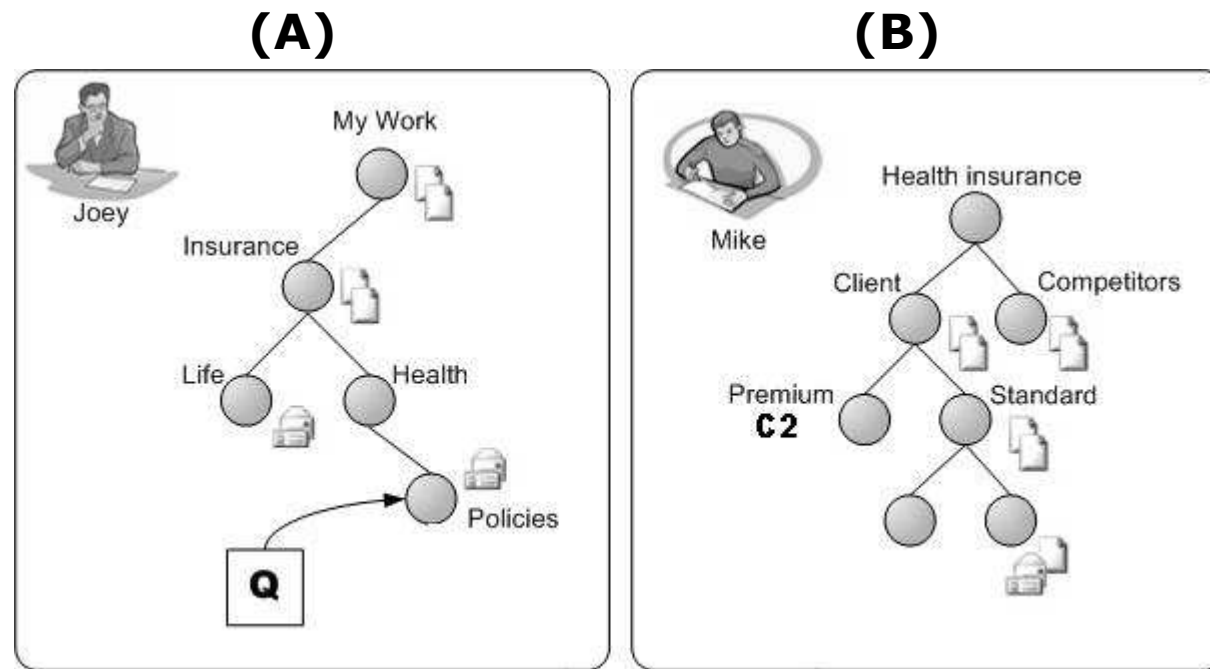 (A)
(B)
Joey
My Work
Insurance
Life
Health
Policies
Q
Mike
Health insurance
Client
Competitors
Premium
C2
Standard